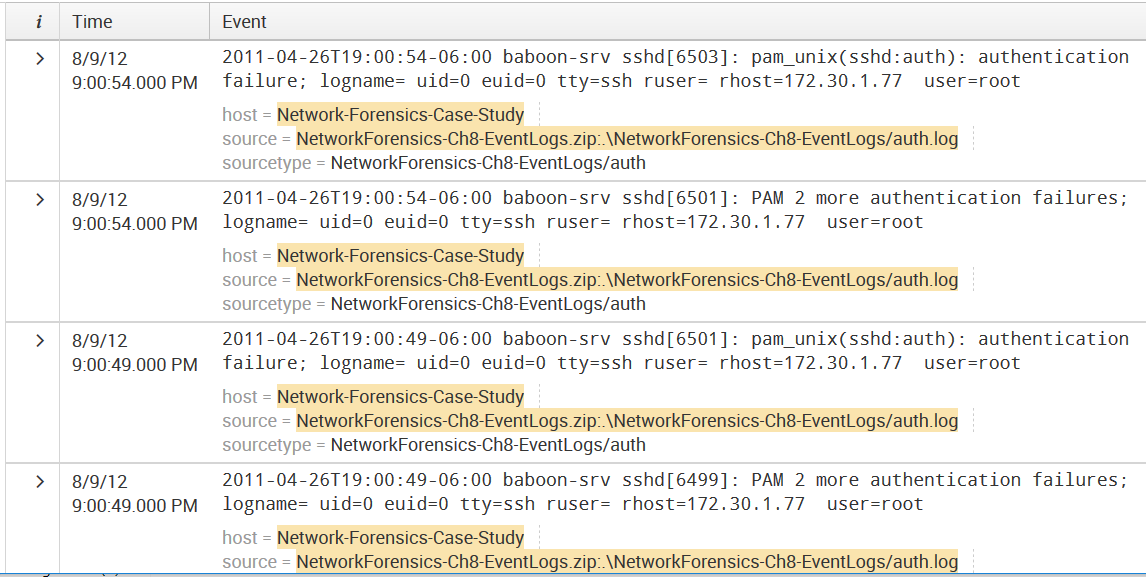 i Time Event
8/9/12
9:00:54.000 PM
2011-04-26T19:00:54-06:00 baboon-srv sshd[6503]: pam_unix(sshd:auth): authentication
failure; logname= uid=0 euid=0 tty=ssh ruser= rhost=172.30.1.77  user=root
host = Network-Forensics-Case-Study
source = NetworkForensics-Ch8-EventLogs.zip:.\NetworkForensics-Ch8-EventLogs/auth.log
sourcetype = NetworkForensics-Ch8-EventLogs/auth
8/9/12
9:00:54.000 PM
2011-04-26T19:00:54-06:00 baboon-srv sshd[6501]: PAM 2 more authentication failures;
logname= uid=0 euid=0 tty=ssh ruser= rhost=172.30.1.77  user=root
host = Network-Forensics-Case-Study
source = NetworkForensics-Ch8-EventLogs.zip:.\NetworkForensics-Ch8-EventLogs/auth.log
sourcetype = NetworkForensics-Ch8-EventLogs/auth
8/9/12
9:00:49.000 PM
2011-04-26T19:00:49-06:00 baboon-srv sshd[6501]: pam_unix(sshd:auth): authentication
failure; logname= uid=0 euid=0 tty=ssh ruser= rhost=172.30.1.77  user=root
host = Network-Forensics-Case-Study
source = NetworkForensics-Ch8-EventLogs.zip:.\NetworkForensics-Ch8-EventLogs/auth.log
sourcetype = NetworkForensics-Ch8-EventLogs/auth
8/9/12
9:00:49.000 PM
2011-04-26T19:00:49-06:00 baboon-srv sshd[6499]: PAM 2 more authentication failures;
logname= uid=0 euid=0 tty=ssh ruser= rhost=172.30.1.77  user=root
host = Network-Forensics-Case-Study
source = NetworkForensics-Ch8-EventLogs.zip:.\NetworkForensics-Ch8-EventLogs/auth.log